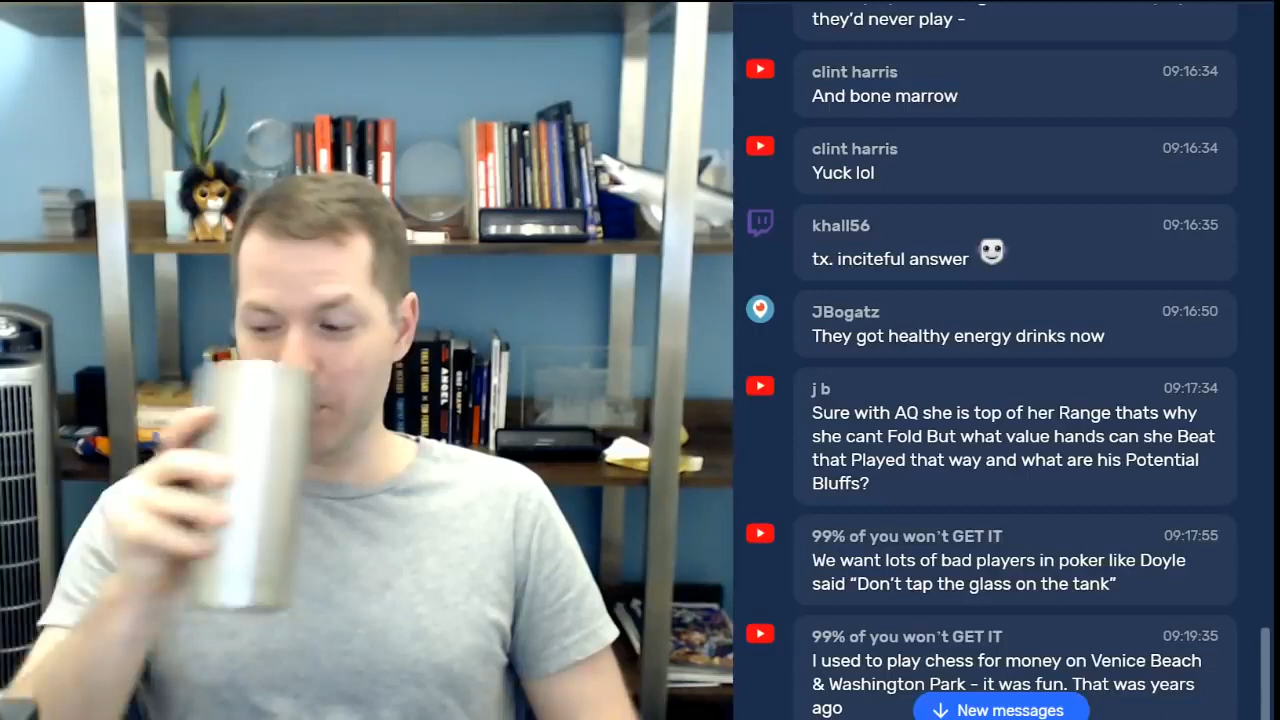 they’d never play -
clint harris
09:16:34
And bone marrow
clint harris
09:16:34
Yuck lol
khall56
09:16:35
tx. inciteful answer
JBogatz
09:16:50
They got healthy energy drinks now
j b
09:17:34
Sure with AQ she is top of her Range thats why
she cant Fold But what value hands can she Beat
that Played that way and what are his Potential
Bluffs?
99% of you won’t GET IT
09:17:55
We want lots of bad players in poker like Doyle
said “Don’t tap the glass on the tank”
99% of you won’t GET IT
09:19:35
I used to play chess for money on Venice Beach
& Washington Park - it was fun. That was years
ago
New messages
ANGEL